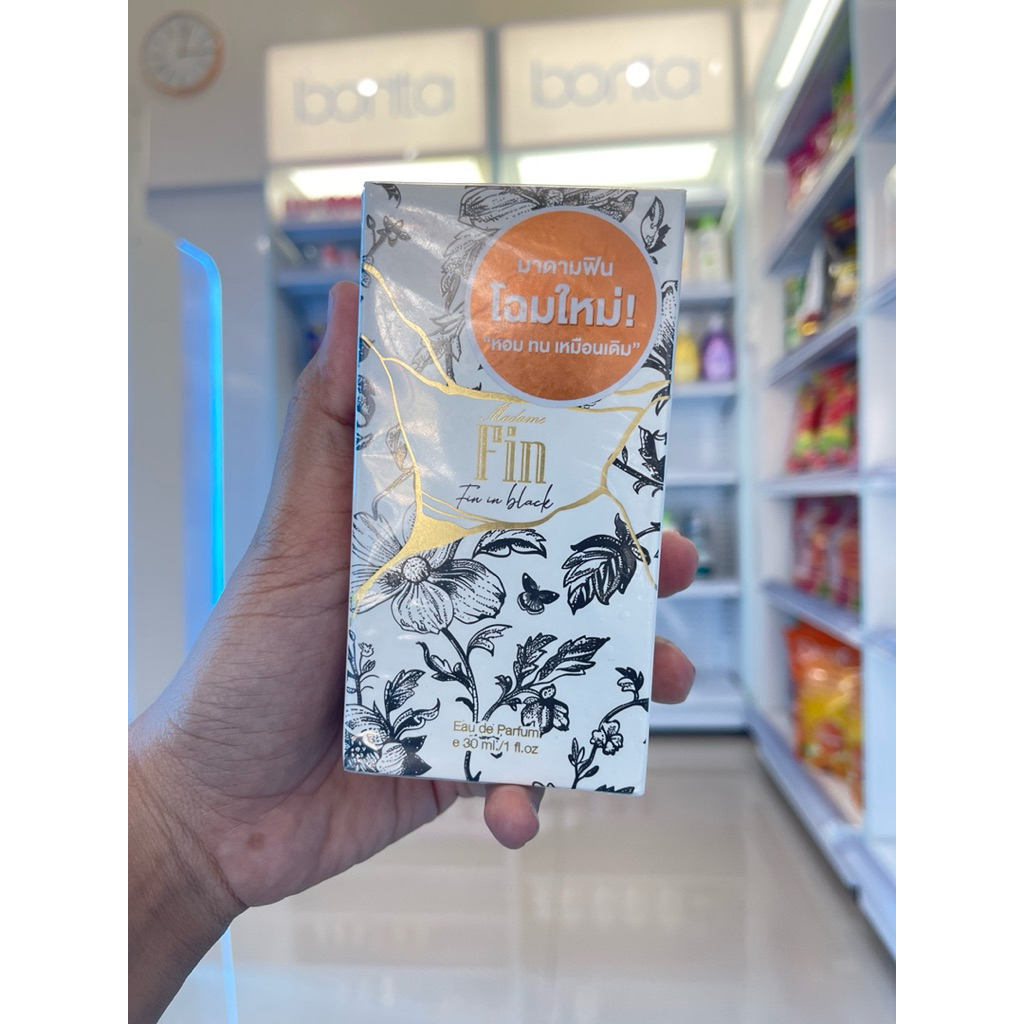 bonita
bonita
มาดามฟิน
โฉมใหม่!
"หอม ทน เหมือนเดิม"
Madame
Fin
Fin in black
Eau de Parfum
e 30 ml./1 fl.oz